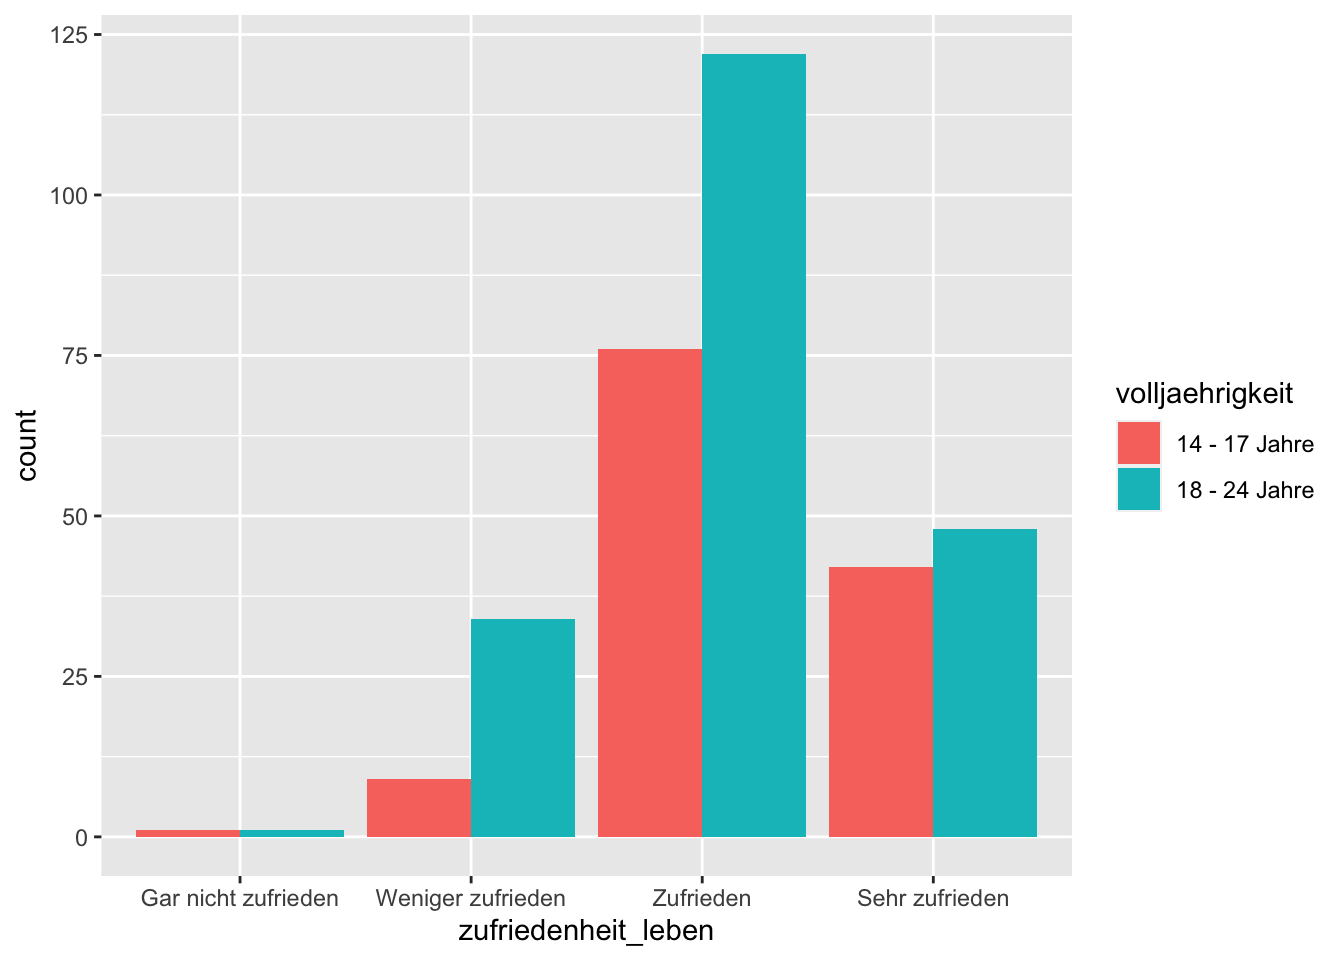 125
100
75
50
25
0
count
Gar nicht zufrieden
Weniger zufrieden
Zufrieden
Sehr zufrieden
zufriedenheit_leben
volljaehrigkeit
14 - 17 Jahre
18 - 24 Jahre